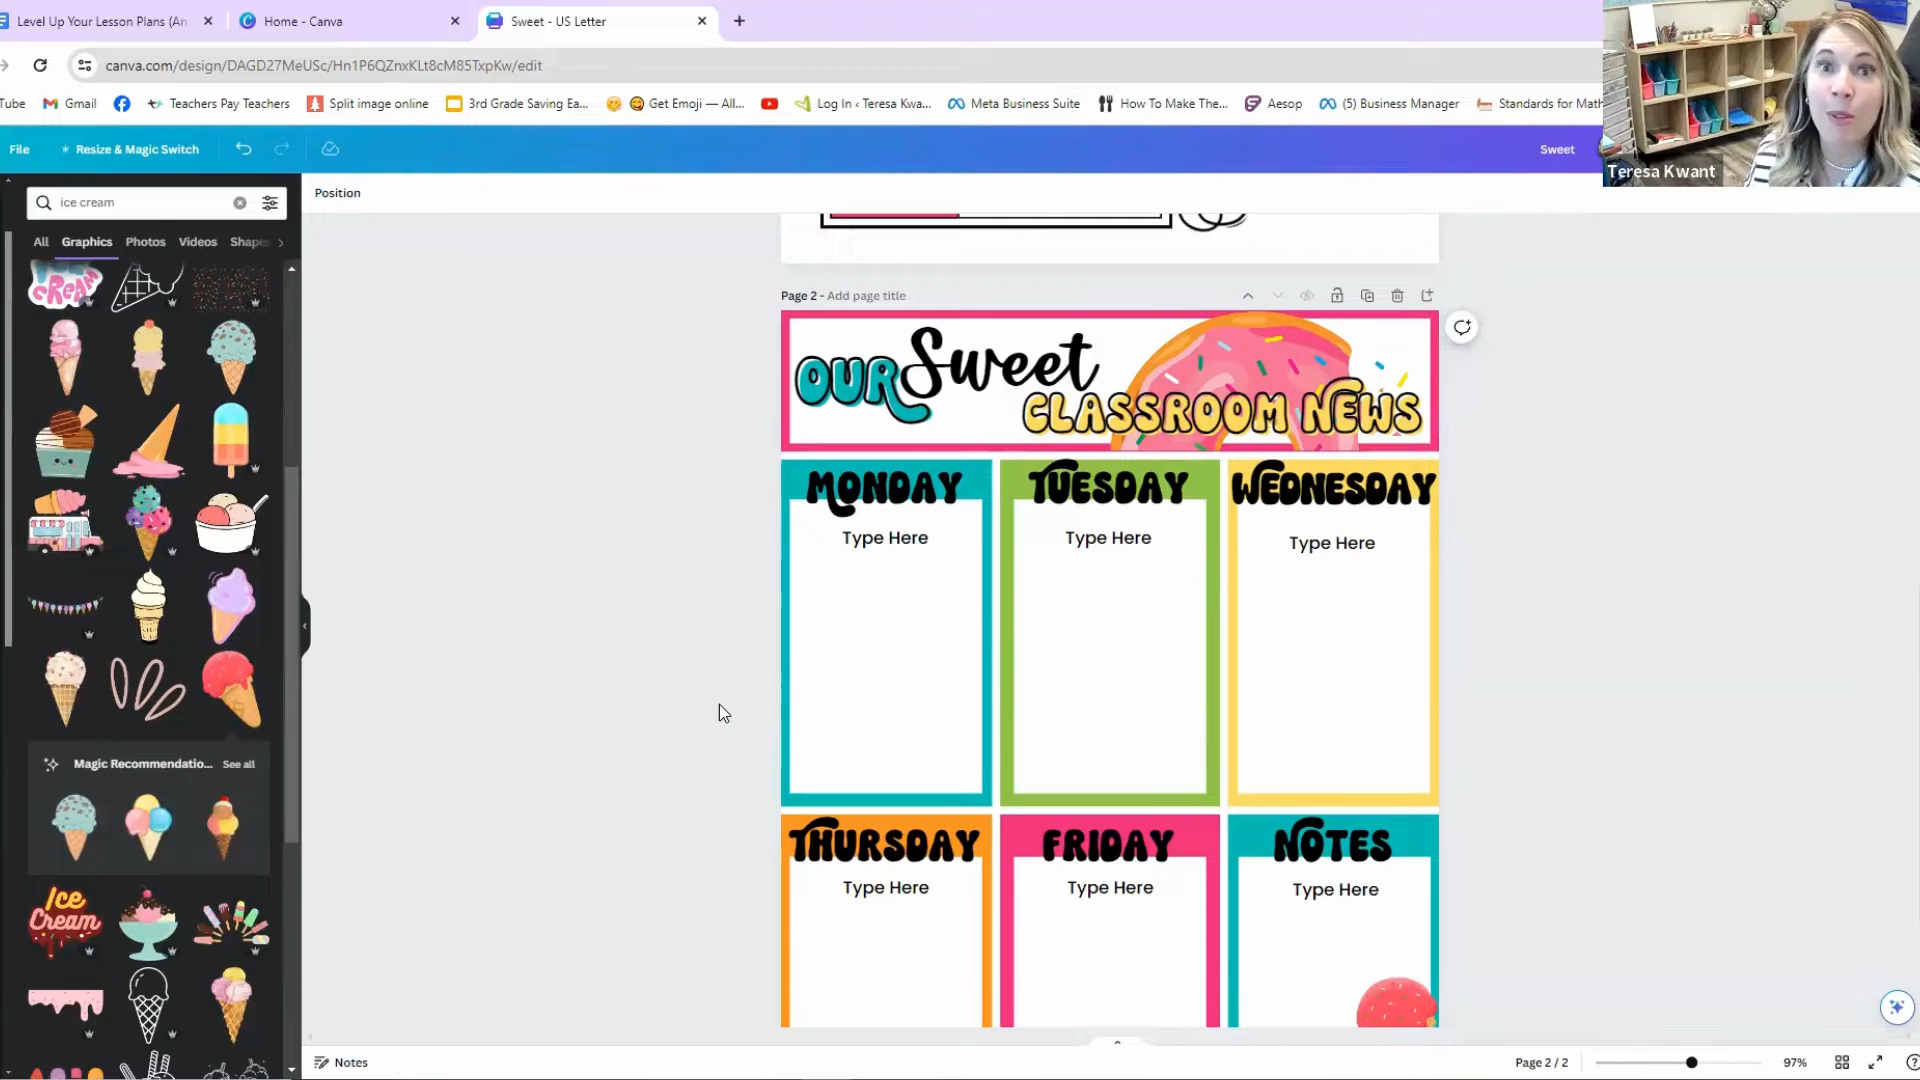 Level Up Your Lesson Plans (An
Home - Canva
Sweet - US Letter
canva.com/design/DAGD27MeUSc/Hn1P6QZnxKLt8cM85TxpKw/edit
Tube
Gmail
Teachers Pay Teachers
Split image online
3rd Grade Saving Ea...
Get Emoji — All...
Log In ‹ Teresa Kwa...
Meta Business Suite
How To Make The...
Aesop
(5) Business Manager
Standards for Math
File
Resize & Magic Switch
Sweet
Teresa Kwant
ice cream
Position
All
Graphics
Photos
Videos
Shape
CReAM
Page 2 - Add page title
OUR Sweet
CLASSROOM NEWS
MONDAY
TUESDAY
WEDNESDAY
Type Here
Type Here
Type Here
Magic Recommendatio...
See all
THURSDAY
FRIDAY
NOTES
Type Here
Type Here
Type Here
Ice
Cream
Notes
Page 2 / 2
97%